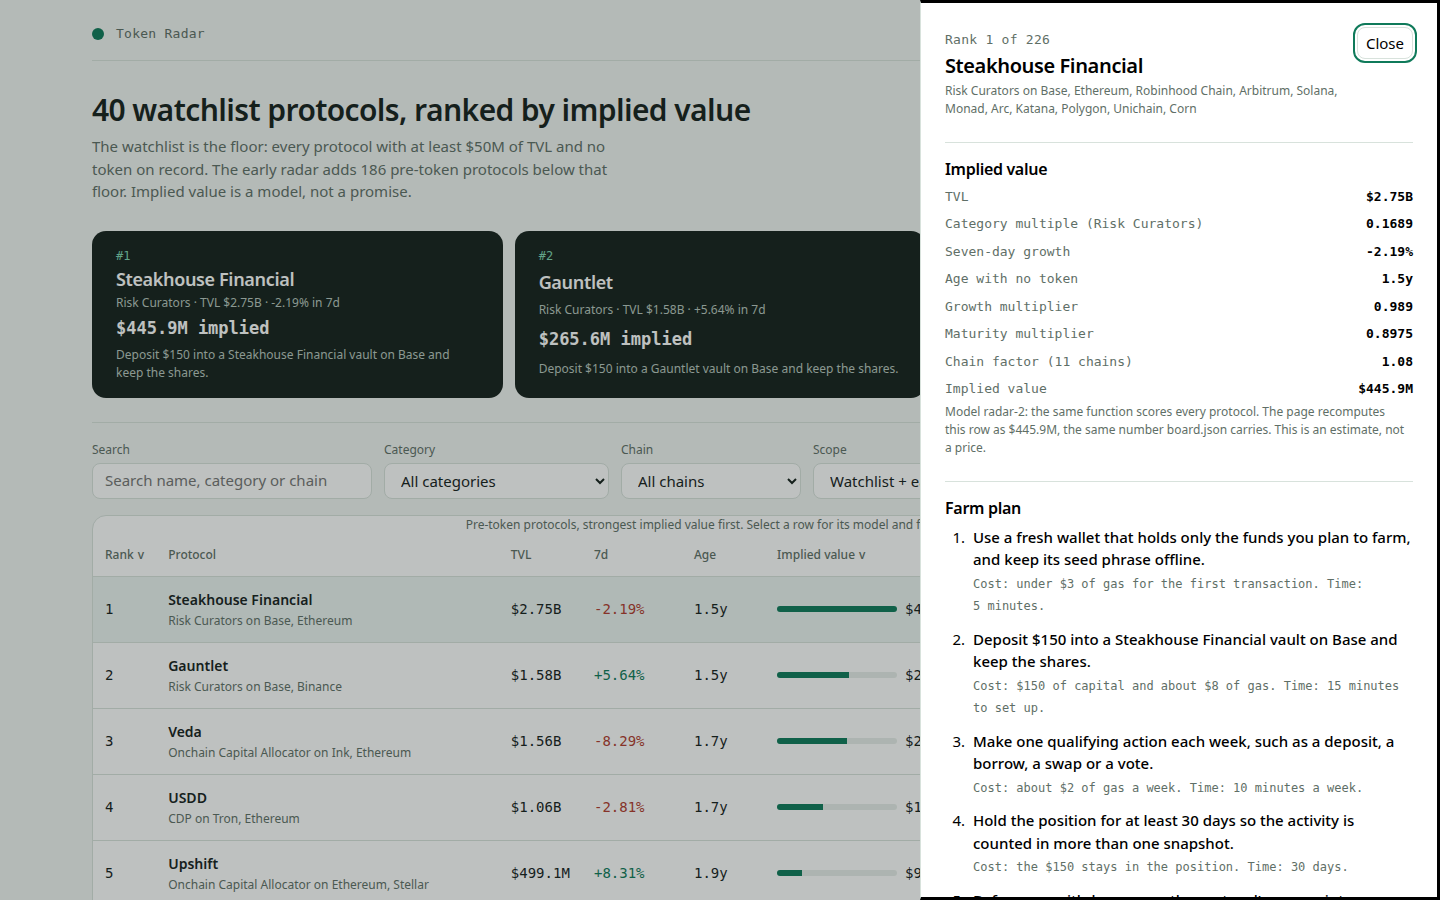 Token Radar
40 watchlist protocols, ranked by implied value
The watchlist is the floor: every protocol with at least $50M of TVL and no
token on record. The early radar adds 186 pre-token protocols below that
floor. Implied value is a model, not a promise.
#1
Steakhouse Financial
Risk Curators · TVL $2.75B · -2.19% in 7d
$445.9M implied
Deposit $150 into a Steakhouse Financial vault on Base and
keep the shares.
#2
Gauntlet
Risk Curators · TVL $1.58B · +5.64% in 7d
$265.6M implied
Deposit $150 into a Gauntlet vault on Base and keep the shares.
Search
Category
Chain
Scope
Search name, category or chain
All categories
All chains
Watchlist + e
Pre-token protocols, strongest implied value first. Select a row for its model and f
Rank v Protocol TVL 7d Age Implied value v
1 Steakhouse Financial $2.75B -2.19% 1.5y $4
Risk Curators on Base, Ethereum
2 Gauntlet $1.58B +5.64% 1.5y $2
Risk Curators on Base, Binance
3 Veda $1.56B -8.29% 1.7y $2
Onchain Capital Allocator on Ink, Ethereum
4 USDD $1.06B -2.81% 1.7y $1
CDP on Tron, Ethereum
5 Upshift $499.1M +8.31% 1.9y $9
Onchain Capital Allocator on Ethereum, Stellar
Rank 1 of 226
Close
Steakhouse Financial
Risk Curators on Base, Ethereum, Robinhood Chain, Arbitrum, Solana,
Monad, Arc, Katana, Polygon, Unichain, Corn
Implied value
TVL $2.75B
Category multiple (Risk Curators) 0.1689
Seven-day growth -2.19%
Age with no token 1.5y
Growth multiplier 0.989
Maturity multiplier 0.8975
Chain factor (11 chains) 1.08
Implied value $445.9M
Model radar-2: the same function scores every protocol. The page recomputes
this row as $445.9M, the same number board.json carries. This is an estimate, not
a price.
Farm plan
1. Use a fresh wallet that holds only the funds you plan to farm,
and keep its seed phrase offline.
Cost: under $3 of gas for the first transaction. Time:
5 minutes.
2. Deposit $150 into a Steakhouse Financial vault on Base and
keep the shares.
Cost: $150 of capital and about $8 of gas. Time: 15 minutes
to set up.
3. Make one qualifying action each week, such as a deposit, a
borrow, a swap or a vote.
Cost: about $2 of gas a week. Time: 10 minutes a week.
4. Hold the position for at least 30 days so the activity is
counted in more than one snapshot.
Cost: the $150 stays in the position. Time: 30 days.